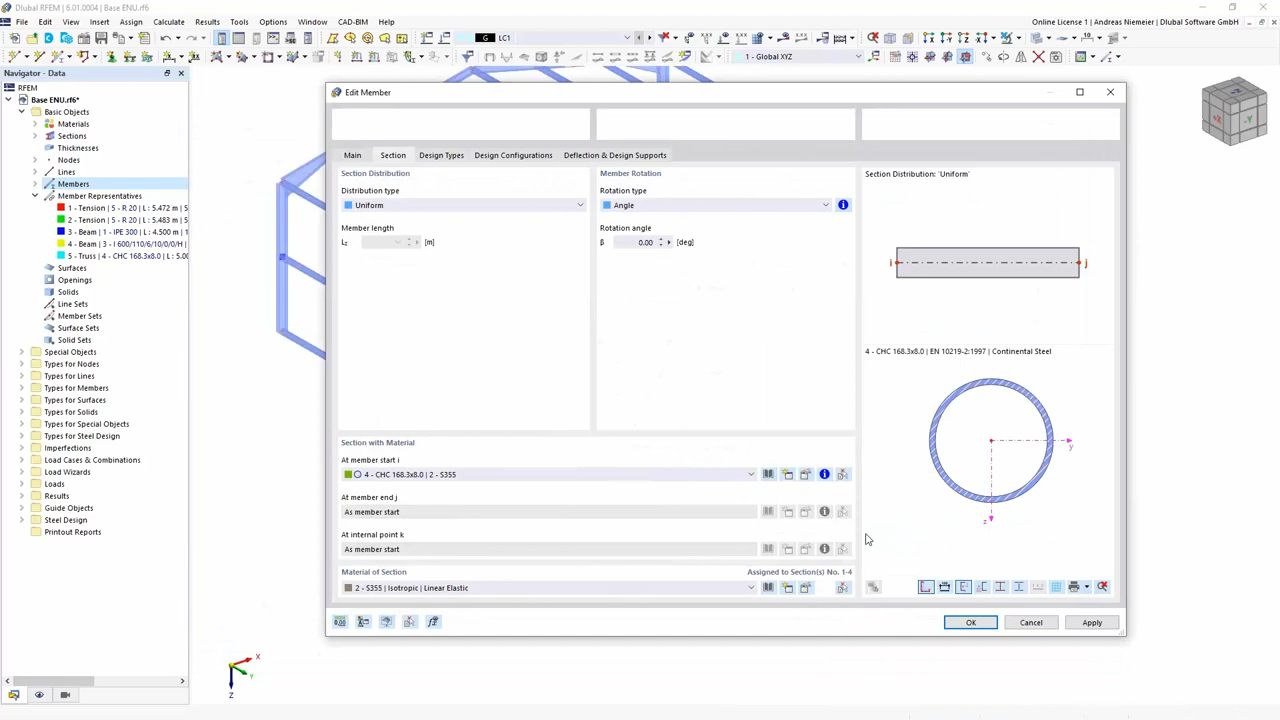 Dlubal RFEM | 6.01.0004 | Base ENU.rf6
File Edit View Insert Assign Calculate Results Tools Options Window CAD-BIM Help
Online License 1 | Andreas Niemeier | Dlubal Software GmbH
G LC1
1 - Global XYZ
Navigator - Data
RFEM
Base ENU.rf6*
Basic Objects
Materials
Sections
Thicknesses
Nodes
Lines
Members
Member Representatives
1 - Tension | 5 - R 20 | L : 5.472 m | 5
2 - Tension | 5 - R 20 | L : 5.483 m | 5
3 - Beam | 1 - IPE 300 | L : 4.500 m |
4 - Beam | 3 - I 600/110/6/10/0/0/H
5 - Truss | 4 - CHC 168.3x8.0 | L : 5.00
Surfaces
Openings
Solids
Line Sets
Member Sets
Surface Sets
Solid Sets
Special Objects
Types for Nodes
Types for Lines
Types for Members
Types for Surfaces
Types for Solids
Types for Special Objects
Types for Steel Design
Imperfections
Load Cases & Combinations
Load Wizards
Loads
Results
Guide Objects
Steel Design
Printout Reports
Edit Member
Main Section Design Types Design Configurations Deflection & Design Supports
Section Distribution
Distribution type
Uniform
Member length
[m]
Member Rotation
Rotation type
Angle
Rotation angle
β 0.00 [deg]
Section Distribution: 'Uniform'
i j
4 - CHC 168.3x8.0 | EN 10219-2:1997 | Continental Steel
y
z
Section with Material
At member start i
4 - CHC 168.3x8.0 | 2 - S355
At member end j
As member start
At internal point k
As member start
Material of Section Assigned to Section(s) No. 1-4
2 - S355 | Isotropic | Linear Elastic
OK Cancel Apply
X
Y
Z